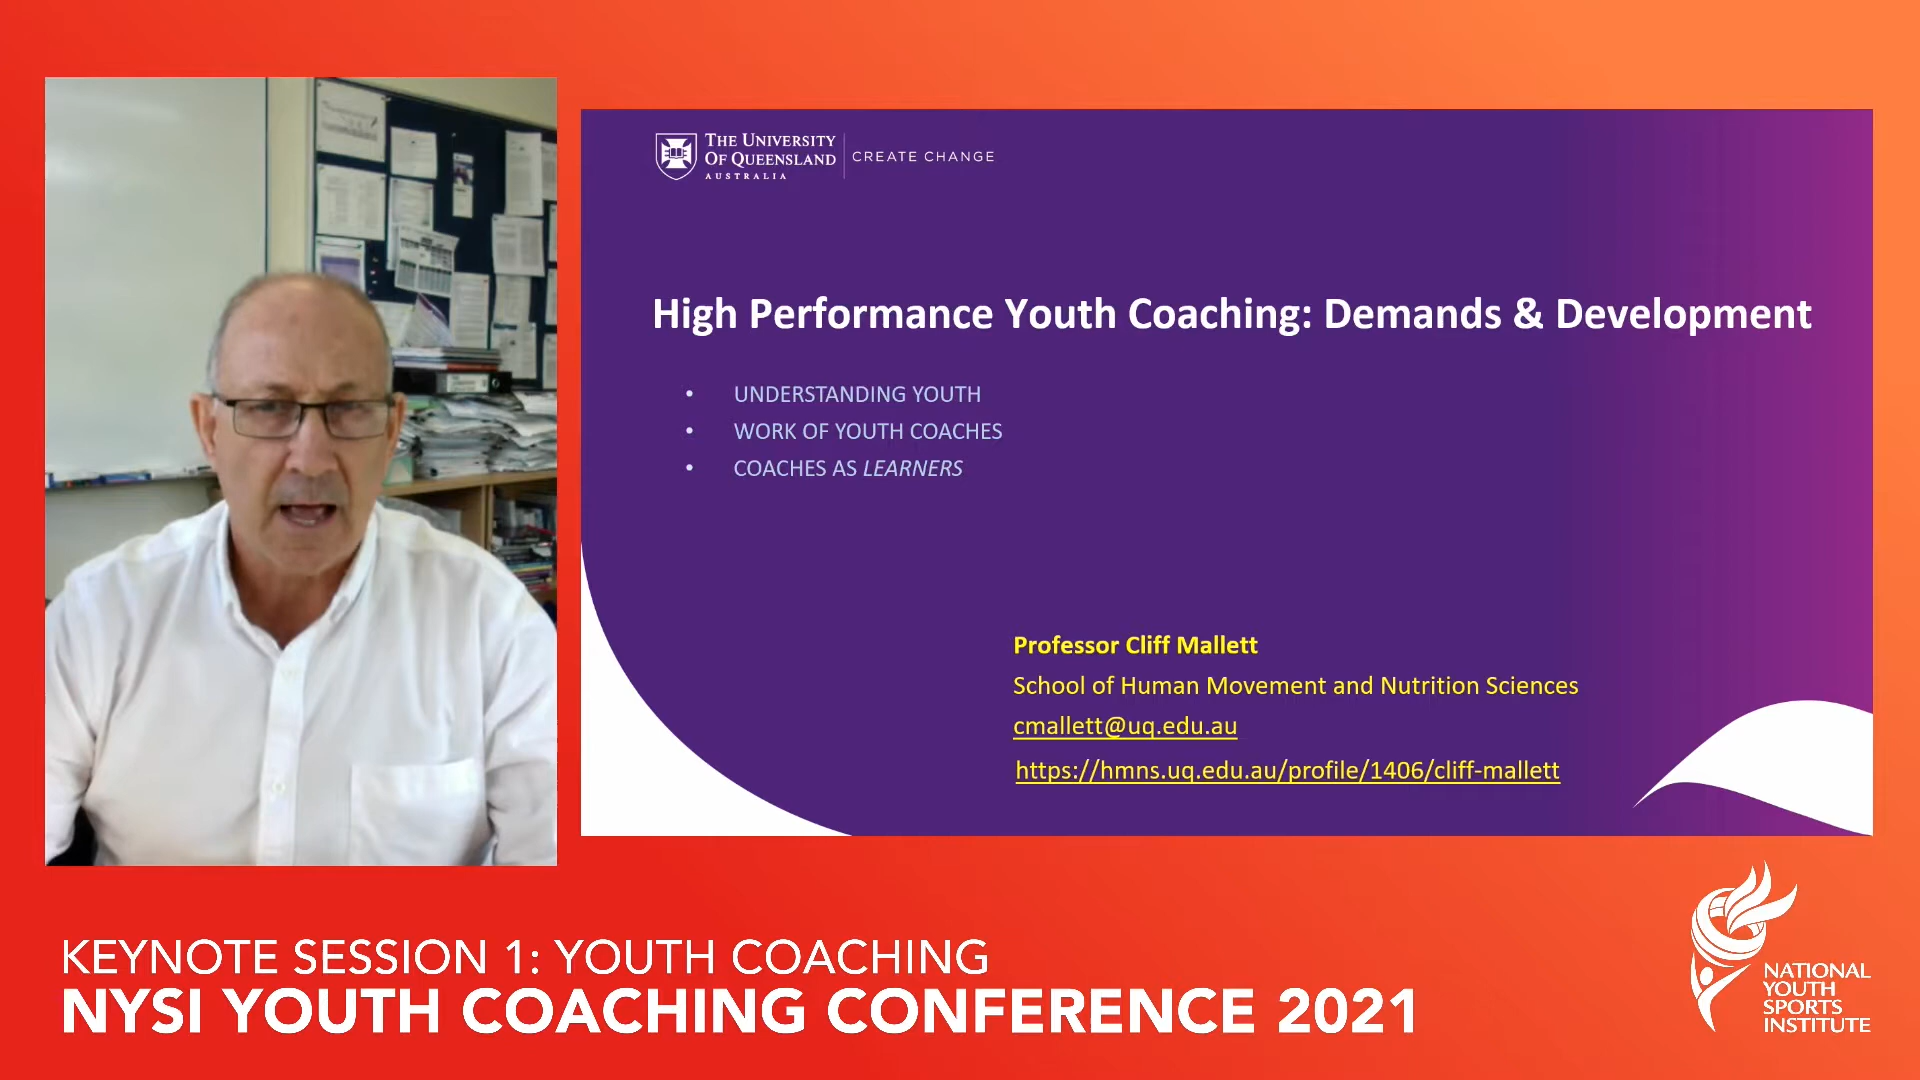 THE UNIVERSITY
OF QUEENSLAND
AUSTRALIA
CREATE CHANGE
High Performance Youth Coaching: Demands & Development
• UNDERSTANDING YOUTH
• WORK OF YOUTH COACHES
• COACHES AS LEARNERS
Professor Cliff Mallett
School of Human Movement and Nutrition Sciences
cmallett@uq.edu.au
https://hmns.uq.edu.au/profile/1406/cliff-mallett
KEYNOTE SESSION 1: YOUTH COACHING
NYSI YOUTH COACHING CONFERENCE 2021
NATIONAL
YOUTH
SPORTS
INSTITUTE